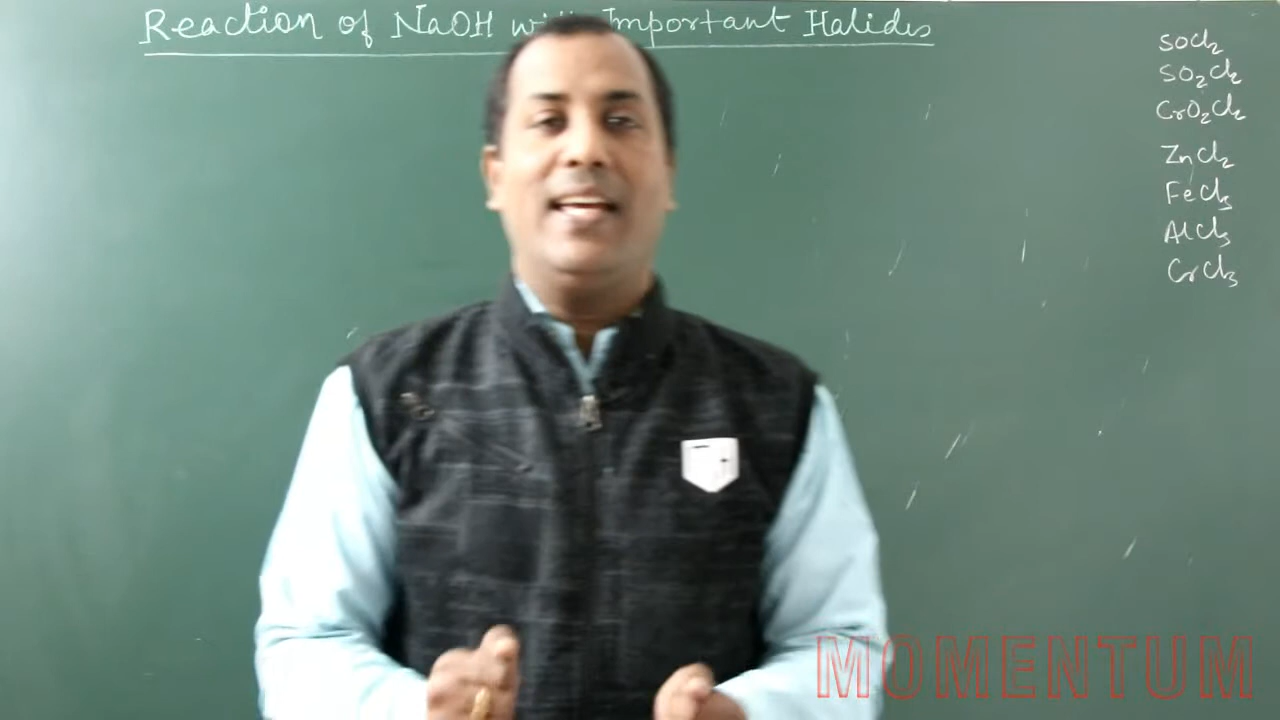 Reaction of NaOH with Important Halides
SOCl2
SO2Cl2
CrO2Cl2
ZnCl2
FeCl3
AlCl3
CrCl3
MOMENTUM